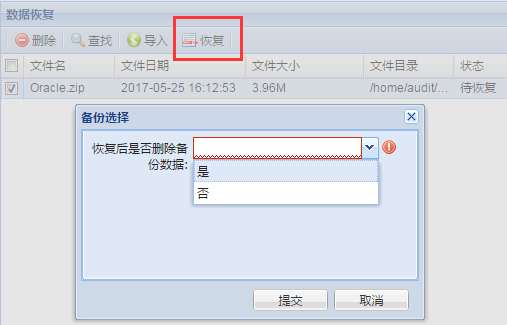 数据恢复
删除 查找 导入 恢复
文件名 文件日期 文件大小 文件目录 状态
Oracle.zip 2017-05-25 16:12:53 3.96M /home/audit/... 待恢复
备份选择
恢复后是否删除备
份数据:
是
否
提交 取消